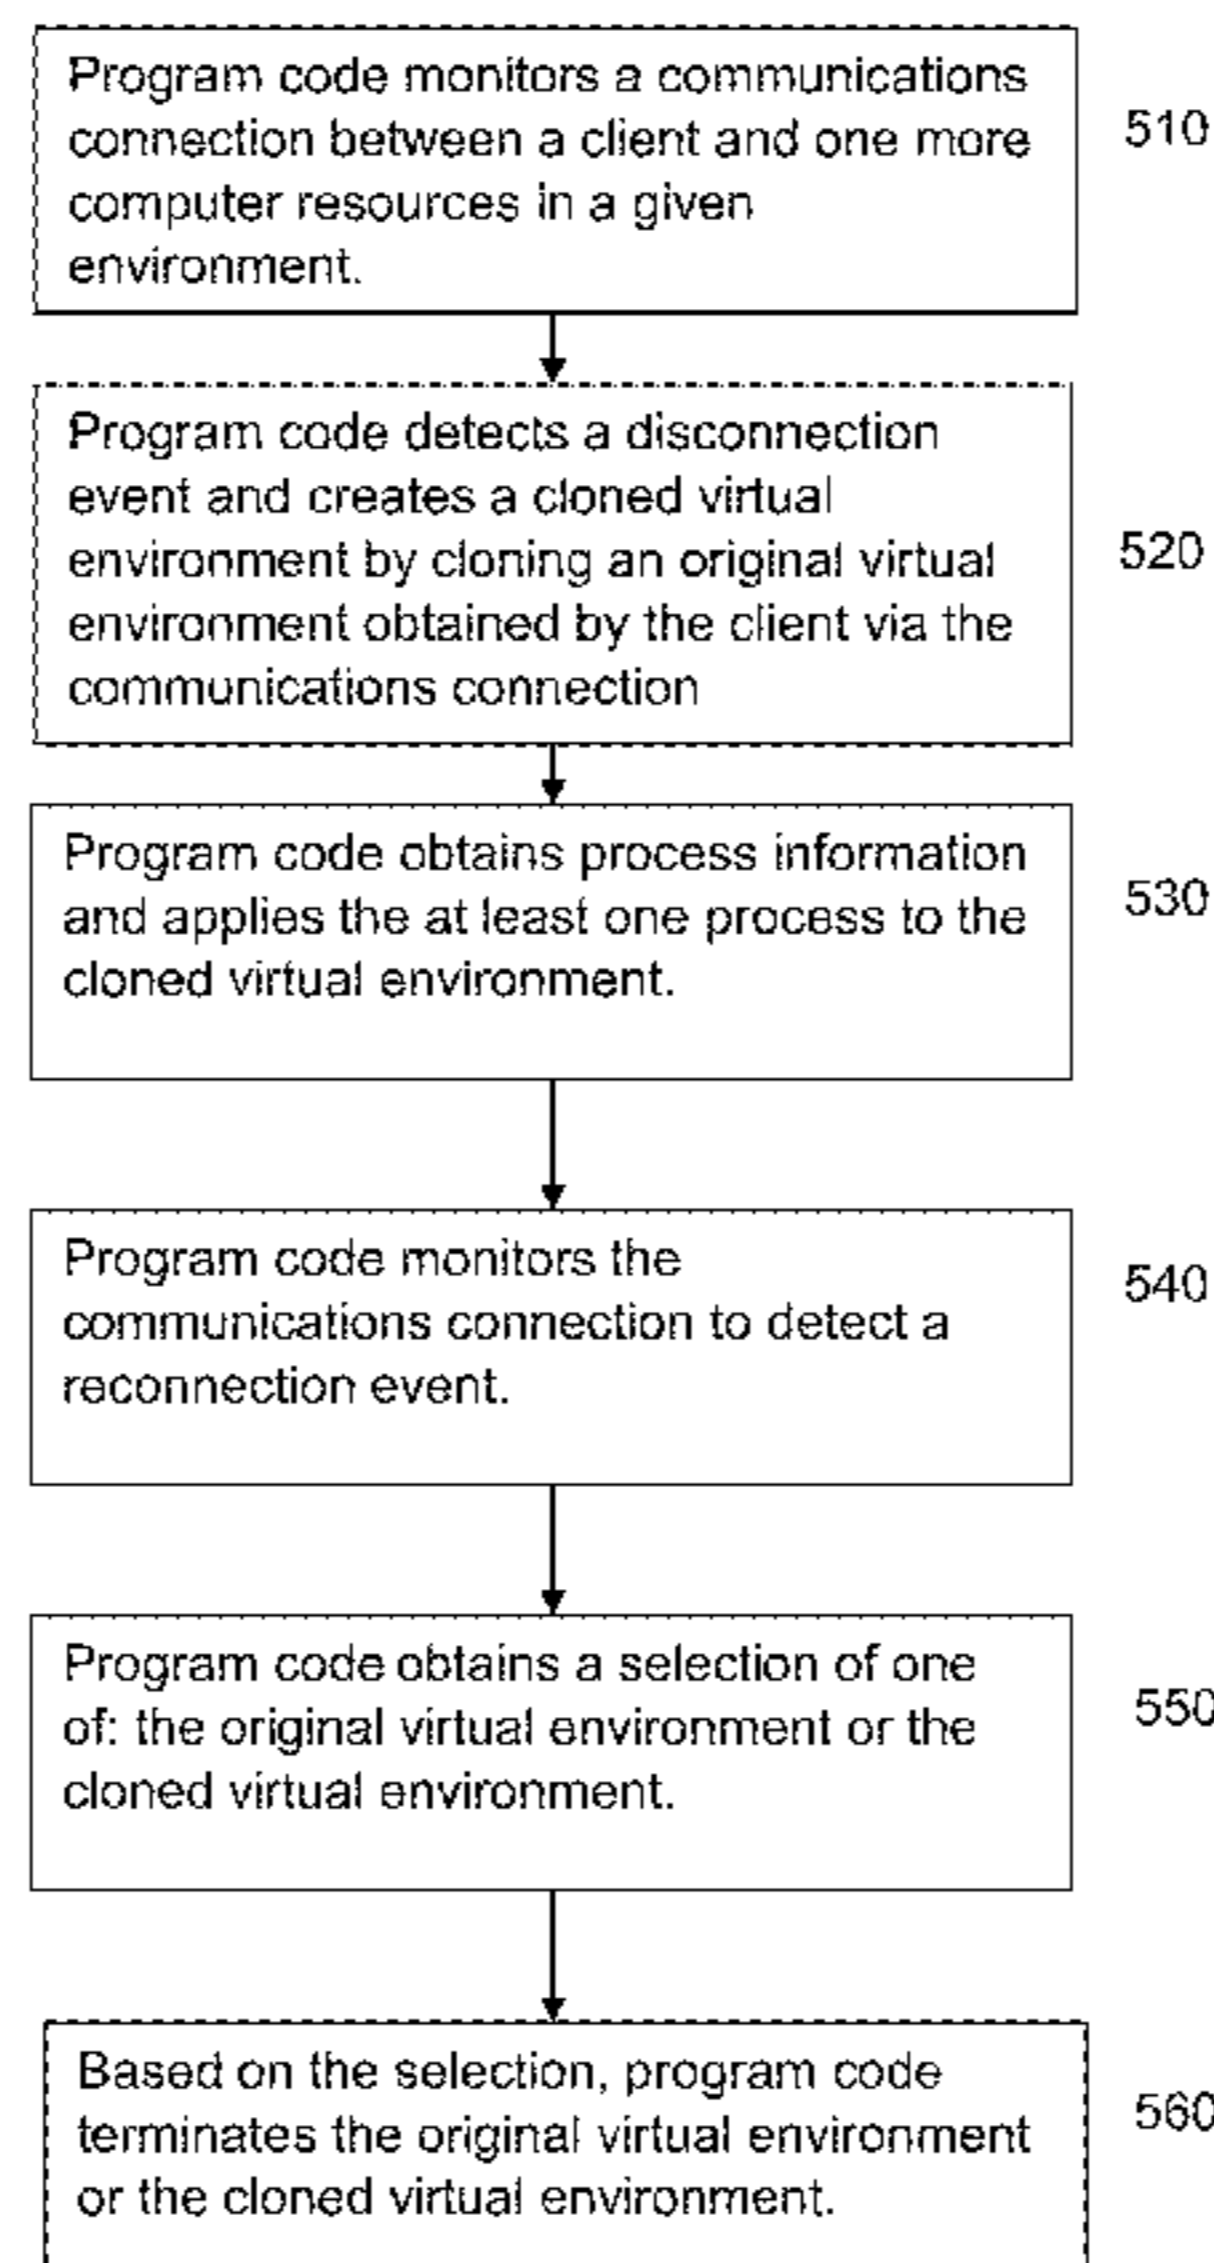 Program code monitors a communications
connection between a client and one more
computer resources in a given
environment.
510
Program code detects a disconnection
event and creates a cloned virtual
environment by cloning an original virtual
environment obtained by the client via the
communications connection
520
Program code obtains process information
and applies the at least one process to the
cloned virtual environment.
530
Program code monitors the
communications connection to detect a
reconnection event.
540
Program code obtains a selection of one
of: the original virtual environment or the
cloned virtual environment.
550
Based on the selection, program code
terminates the original virtual environment
or the cloned virtual environment.
560